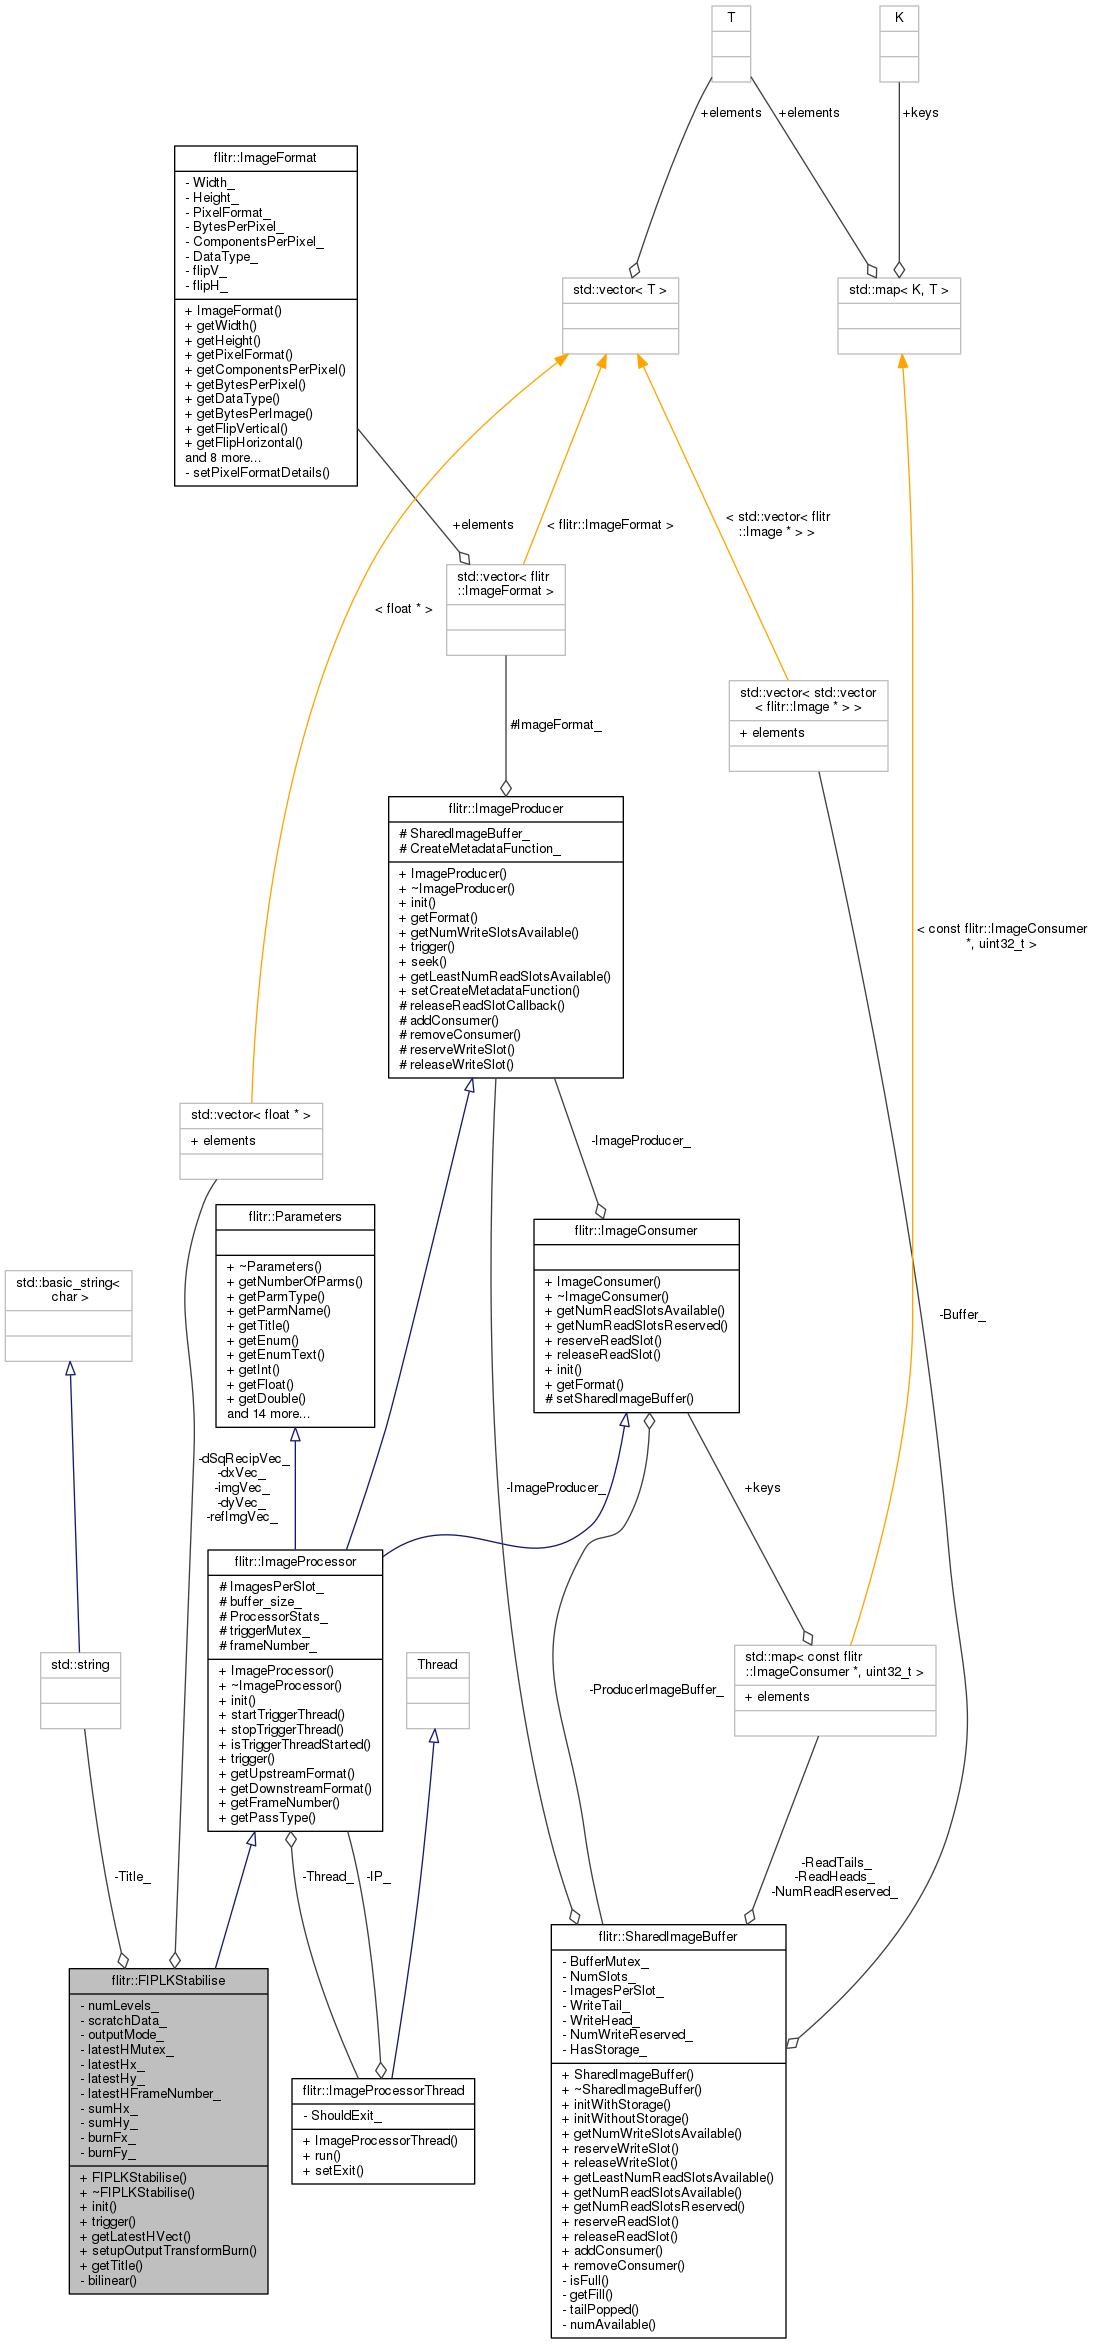 T
K
+elements
+elements
+keys
flitr::ImageFormat
- Width_
- Height_
- PixelFormat_
- BytesPerPixel_
- ComponentsPerPixel_
- DataType_
- flipV_
- flipH_
+ ImageFormat()
+ getWidth()
+ getHeight()
+ getPixelFormat()
+ getComponentsPerPixel()
+ getBytesPerPixel()
+ getDataType()
+ getBytesPerImage()
+ getFlipVertical()
+ getFlipHorizontal()
and 8 more...
- setPixelFormatDetails()
std::vector< T >
std::map< K, T >
+elements
< flitr::ImageFormat >
< std::vector< flitr
::Image * > >
< float * >
std::vector< flitr
::ImageFormat >
std::vector< std::vector
< flitr::Image * > >
+ elements
#ImageFormat_
flitr::ImageProducer
# SharedImageBuffer_
# CreateMetadataFunction_
+ ImageProducer()
+ ~ImageProducer()
+ init()
+ getFormat()
+ getNumWriteSlotsAvailable()
+ trigger()
+ seek()
+ getLeastNumReadSlotsAvailable()
+ setCreateMetadataFunction()
# releaseReadSlotCallback()
# addConsumer()
# removeConsumer()
# reserveWriteSlot()
# releaseWriteSlot()
< const flitr::ImageConsumer
*, uint32_t >
std::vector< float * >
+ elements
-ImageProducer_
flitr::Parameters
+ ~Parameters()
+ getNumberOfParms()
+ getParmType()
+ getParmName()
+ getTitle()
+ getEnum()
+ getEnumText()
+ getInt()
+ getFloat()
+ getDouble()
and 14 more...
flitr::ImageConsumer
+ ImageConsumer()
+ ~ImageConsumer()
+ getNumReadSlotsAvailable()
+ getNumReadSlotsReserved()
+ reserveReadSlot()
+ releaseReadSlot()
+ init()
+ getFormat()
# setSharedImageBuffer()
std::basic_string<
char >
-Buffer_
-dSqRecipVec_
-dxVec_
-imgVec_
-dyVec_
-refImgVec_
-ImageProducer_
+keys
flitr::ImageProcessor
# ImagesPerSlot_
# buffer_size_
# ProcessorStats_
# triggerMutex_
# frameNumber_
+ ImageProcessor()
+ ~ImageProcessor()
+ init()
+ startTriggerThread()
+ stopTriggerThread()
+ isTriggerThreadStarted()
+ trigger()
+ getUpstreamFormat()
+ getDownstreamFormat()
+ getFrameNumber()
+ getPassType()
std::string
Thread
-ProducerImageBuffer_
std::map< const flitr
::ImageConsumer *, uint32_t >
+ elements
-Title_
-Thread_
-IP_
-ReadTails_
-ReadHeads_
-NumReadReserved_
flitr::FIPLKStabilise
- numLevels_
- scratchData_
- outputMode_
- latestHMutex_
- latestHx_
- latestHy_
- latestHFrameNumber_
- sumHx_
- sumHy_
- burnFx_
- burnFy_
+ FIPLKStabilise()
+ ~FIPLKStabilise()
+ init()
+ trigger()
+ getLatestHVect()
+ setupOutputTransformBurn()
+ getTitle()
- bilinear()
flitr::ImageProcessorThread
- ShouldExit_
+ ImageProcessorThread()
+ run()
+ setExit()
flitr::SharedImageBuffer
- BufferMutex_
- NumSlots_
- ImagesPerSlot_
- WriteTail_
- WriteHead_
- NumWriteReserved_
- HasStorage_
+ SharedImageBuffer()
+ ~SharedImageBuffer()
+ initWithStorage()
+ initWithoutStorage()
+ getNumWriteSlotsAvailable()
+ reserveWriteSlot()
+ releaseWriteSlot()
+ getLeastNumReadSlotsAvailable()
+ getNumReadSlotsAvailable()
+ getNumReadSlotsReserved()
+ reserveReadSlot()
+ releaseReadSlot()
+ addConsumer()
+ removeConsumer()
- isFull()
- getFill()
- tailPopped()
- numAvailable()